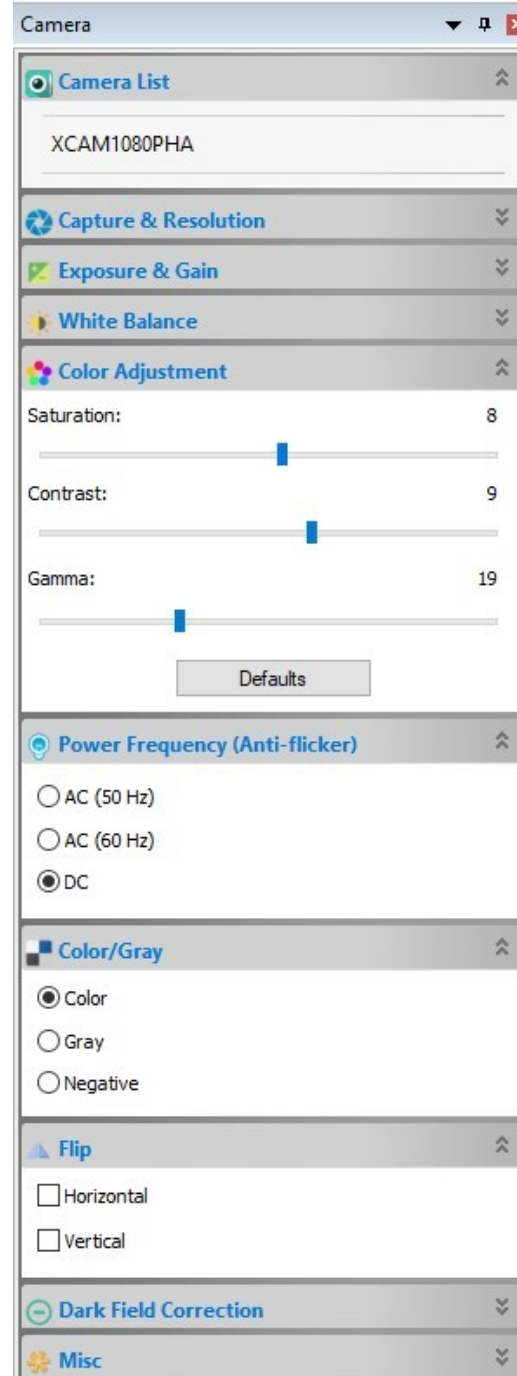 Camera
Camera List
XCAM1080PHA
Capture & Resolution
Exposure & Gain
White Balance
Color Adjustment
Saturation: 8
Contrast: 9
Gamma: 19
Defaults
Power Frequency (Anti-flicker)
AC (50 Hz)
AC (60 Hz)
DC
Color/Gray
Color
Gray
Negative
Flip
Horizontal
Vertical
Dark Field Correction
Misc